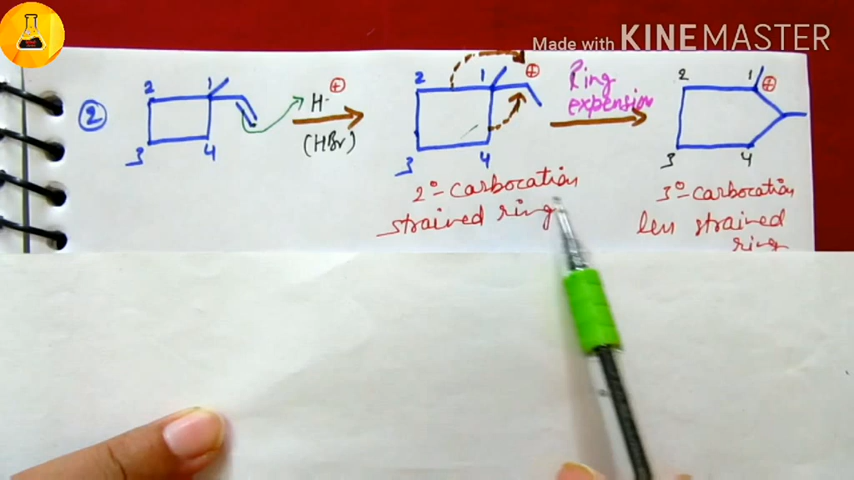 Made with KINEMASTER
② 2 1 3 4
H⊕
(HBr)
2 1 ⊕ 3 4
Ring
expension
2 1 ⊕ 3 4
2°-carbocation
strained ring
3°-carbocation
less strained
ring